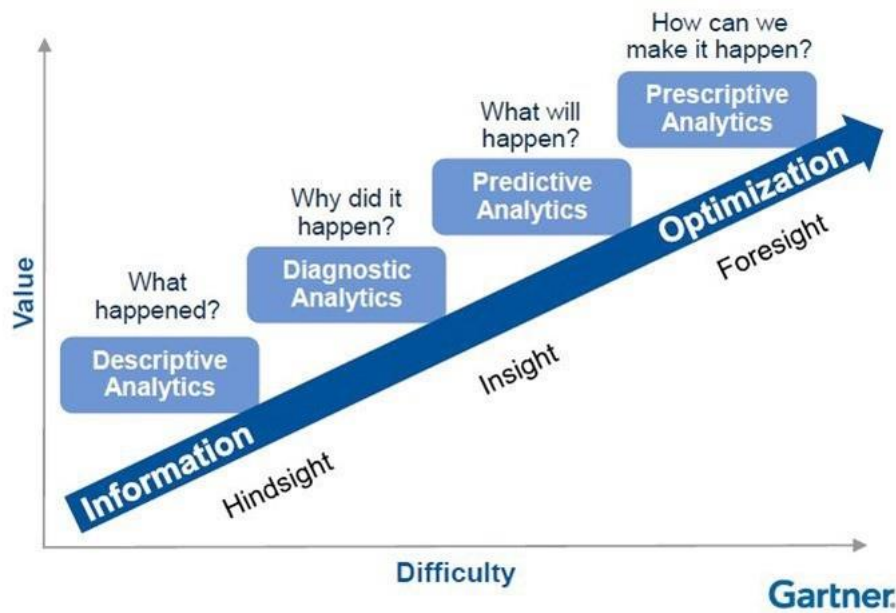 How can we
make it happen?
Prescriptive
Analytics
What will
happen?
Predictive
Analytics
Why did it
happen?
Diagnostic
Analytics
What
happened?
Descriptive
Analytics
Value
Information
Optimization
Hindsight
Insight
Foresight
Difficulty
Gartner